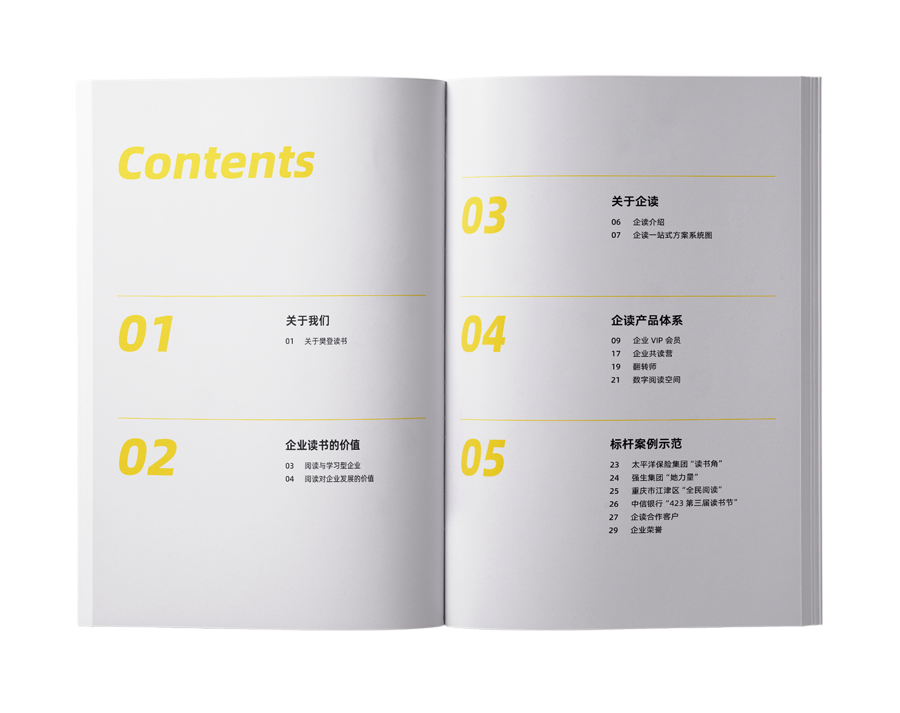 Contents
01
关于我们
01 关于樊登读书
02
企业读书的价值
03 阅读与学习型企业
04 阅读对企业发展的价值
03
关于企读
06 企读介绍
07 企读一站式方案系统图
04
企读产品体系
09 企业 VIP 会员
17 企业共读营
19 翻转师
21 数字阅读空间
05
标杆案例示范
23 太平洋保险集团“读书角”
24 强生集团“她力量”
25 重庆市江津区“全民阅读”
26 中信银行“423 第三届读书节”
27 企读合作客户
29 企业荣誉